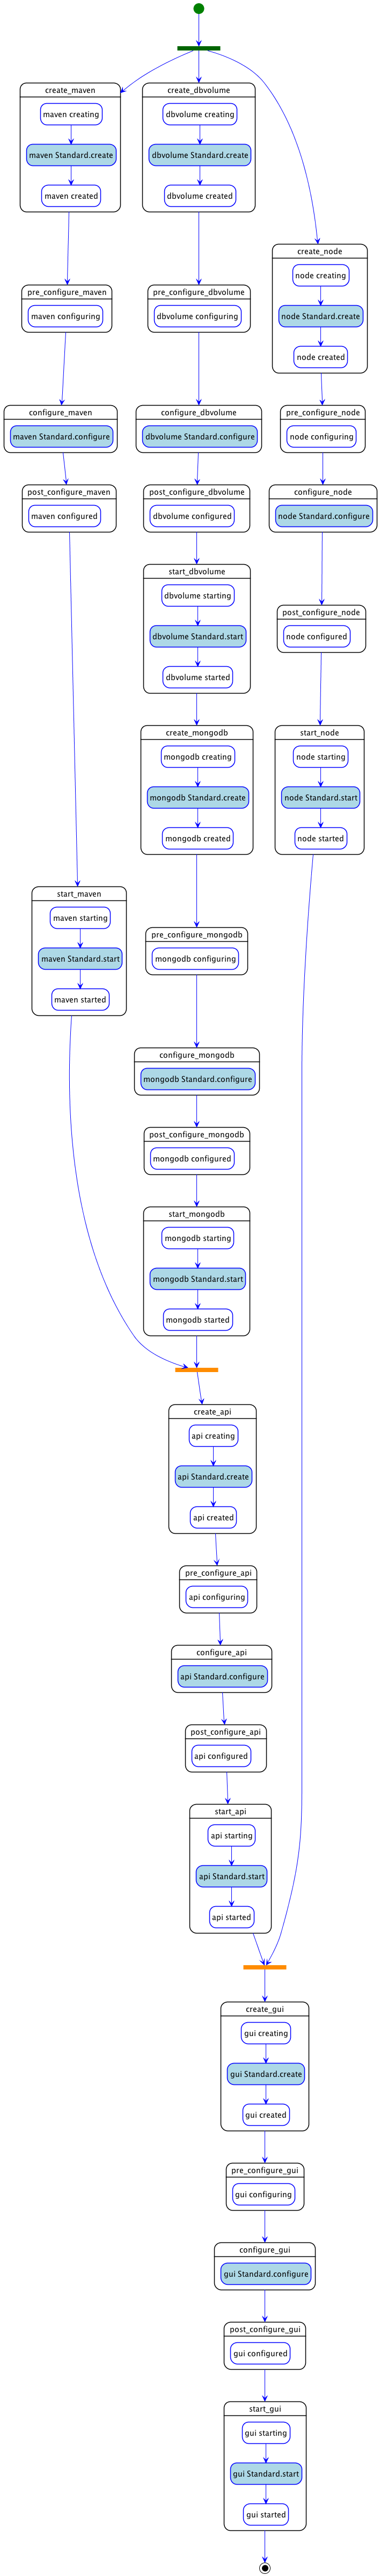 create_maven
maven creating
maven Standard.create
maven created
create_dbvolume
dbvolume creating
dbvolume Standard.create
dbvolume created
create_node
node creating
node Standard.create
node created
pre_configure_maven
maven configuring
pre_configure_dbvolume
dbvolume configuring
configure_maven
maven Standard.configure
configure_dbvolume
dbvolume Standard.configure
pre_configure_node
node configuring
post_configure_maven
maven configured
post_configure_dbvolume
dbvolume configured
configure_node
node Standard.configure
start_dbvolume
dbvolume starting
dbvolume Standard.start
dbvolume started
post_configure_node
node configured
create_mongodb
mongodb creating
mongodb Standard.create
mongodb created
start_node
node starting
node Standard.start
node started
start_maven
maven starting
maven Standard.start
maven started
pre_configure_mongodb
mongodb configuring
configure_mongodb
mongodb Standard.configure
post_configure_mongodb
mongodb configured
start_mongodb
mongodb starting
mongodb Standard.start
mongodb started
create_api
api creating
api Standard.create
api created
pre_configure_api
api configuring
configure_api
api Standard.configure
post_configure_api
api configured
start_api
api starting
api Standard.start
api started
create_gui
gui creating
gui Standard.create
gui created
pre_configure_gui
gui configuring
configure_gui
gui Standard.configure
post_configure_gui
gui configured
start_gui
gui starting
gui Standard.start
gui started